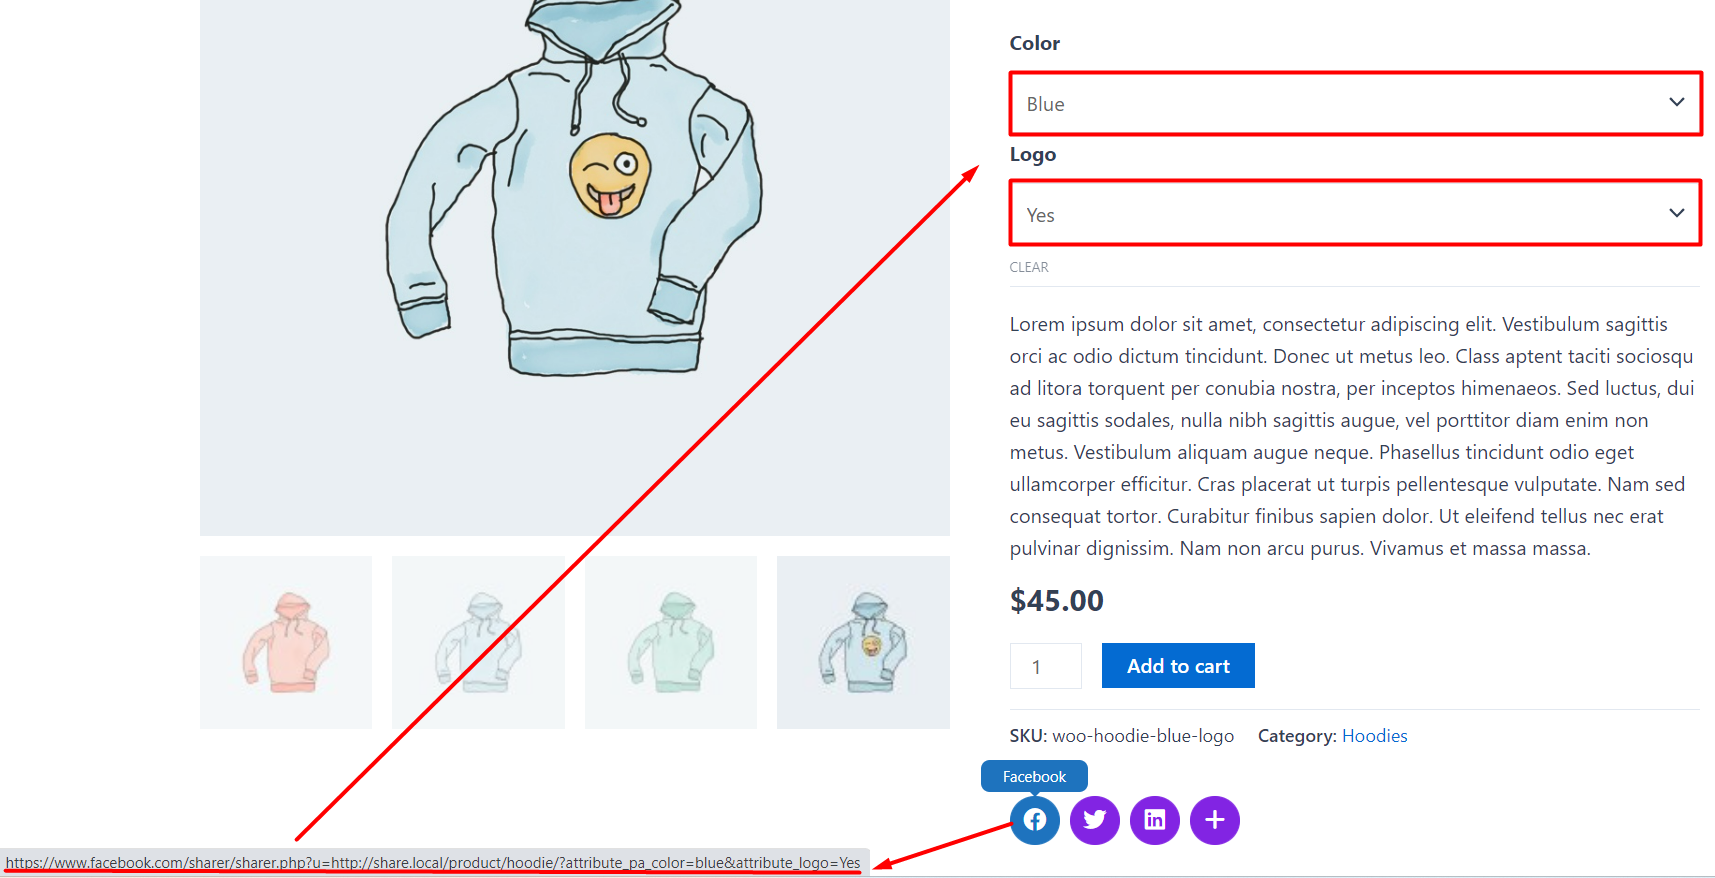 Color
Blue
Logo
Yes
CLEAR
Lorem ipsum dolor sit amet, consectetur adipiscing elit. Vestibulum sagittis
orci ac odio dictum tincidunt. Donec ut metus leo. Class aptent taciti sociosqu
ad litora torquent per conubia nostra, per inceptos himenaeos. Sed luctus, dui
eu sagittis sodales, nulla nibh sagittis augue, vel porttitor diam enim non
metus. Vestibulum aliquam augue neque. Phasellus tincidunt odio eget
ullamcorper efficitur. Cras placerat ut turpis pellentesque vulputate. Nam sed
consequat tortor. Curabitur finibus sapien dolor. Ut eleifend tellus nec erat
pulvinar dignissim. Nam non arcu purus. Vivamus et massa massa.
$45.00
1 Add to cart
SKU: woo-hoodie-blue-logo Category: Hoodies
Facebook
https://www.facebook.com/sharer/sharer.php?u=http://share.local/product/hoodie/?attribute_pa_color=blue&attribute_logo=Yes